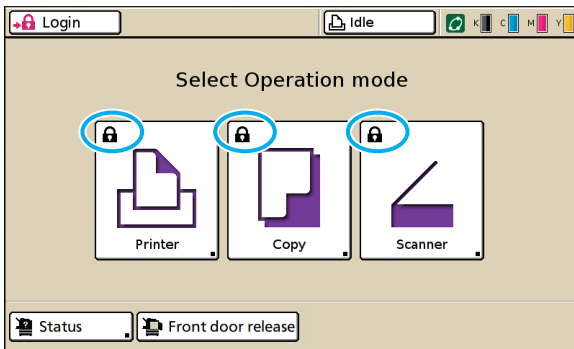 Login
Idle
K C M Y
Select Operation mode
Printer
Copy
Scanner
Status
Front door release